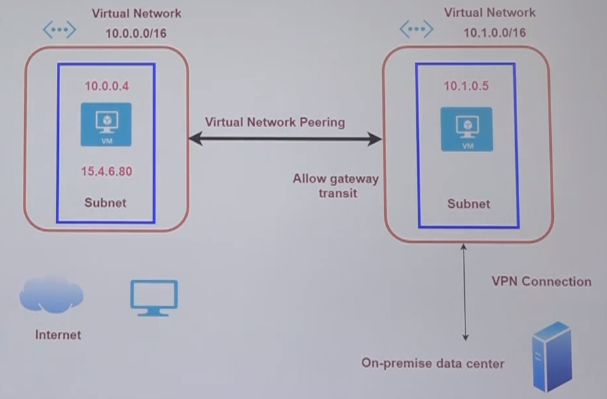 Virtual Network
10.0.0.0/16
10.0.0.4
VM
15.4.6.80
Subnet
Virtual Network Peering
Allow gateway
transit
Virtual Network
10.1.0.0/16
10.1.0.5
VM
Subnet
Internet
VPN Connection
On-premise data center